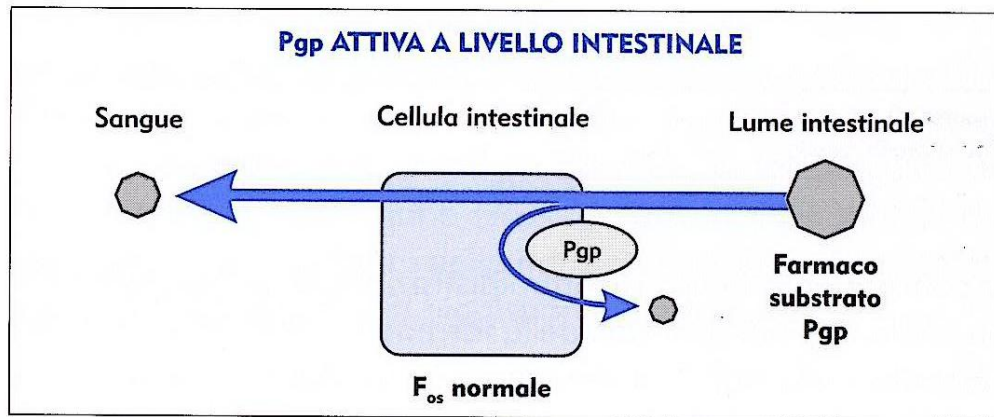 Pgp ATTIVA A LIVELLO INTESTINALE
Sangue
Cellula intestinale
Lume intestinale
Pgp
Farmaco
substrato
Pgp
Fos normale